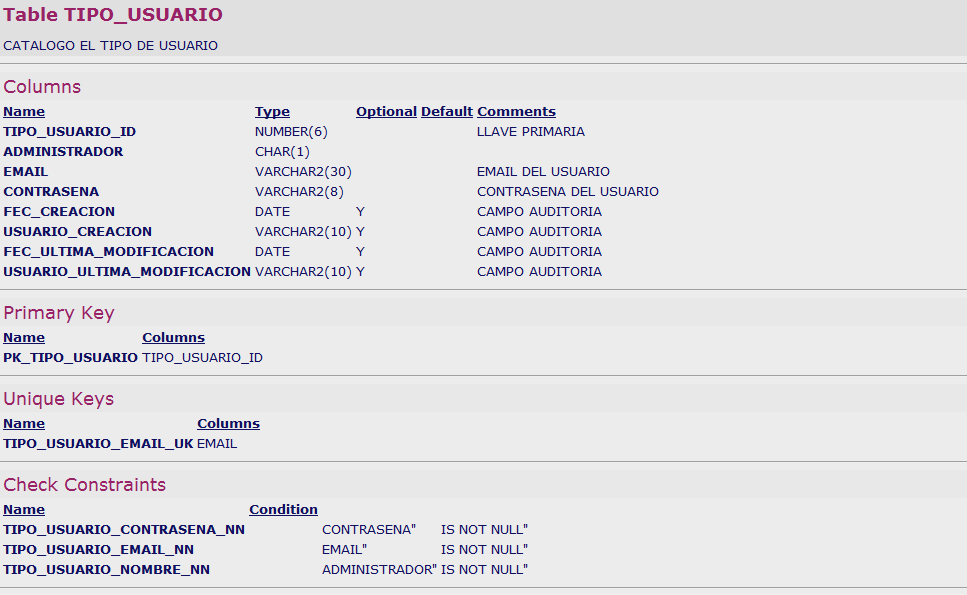 Table TIPO_USUARIO
CATALOGO EL TIPO DE USUARIO
Columns
Name Type Optional Default Comments
TIPO_USUARIO_ID NUMBER(6) LLAVE PRIMARIA
ADMINISTRADOR CHAR(1)
EMAIL VARCHAR2(30) EMAIL DEL USUARIO
CONTRASENA VARCHAR2(8) CONTRASENA DEL USUARIO
FEC_CREACION DATE Y CAMPO AUDITORIA
USUARIO_CREACION VARCHAR2(10) Y CAMPO AUDITORIA
FEC_ULTIMA_MODIFICACION DATE Y CAMPO AUDITORIA
USUARIO_ULTIMA_MODIFICACION VARCHAR2(10) Y CAMPO AUDITORIA
Primary Key
Name Columns
PK_TIPO_USUARIO TIPO_USUARIO_ID
Unique Keys
Name Columns
TIPO_USUARIO_EMAIL_UK EMAIL
Check Constraints
Name Condition
TIPO_USUARIO_CONTRASENA_NN CONTRASENA" IS NOT NULL"
TIPO_USUARIO_EMAIL_NN EMAIL" IS NOT NULL"
TIPO_USUARIO_NOMBRE_NN ADMINISTRADOR" IS NOT NULL"